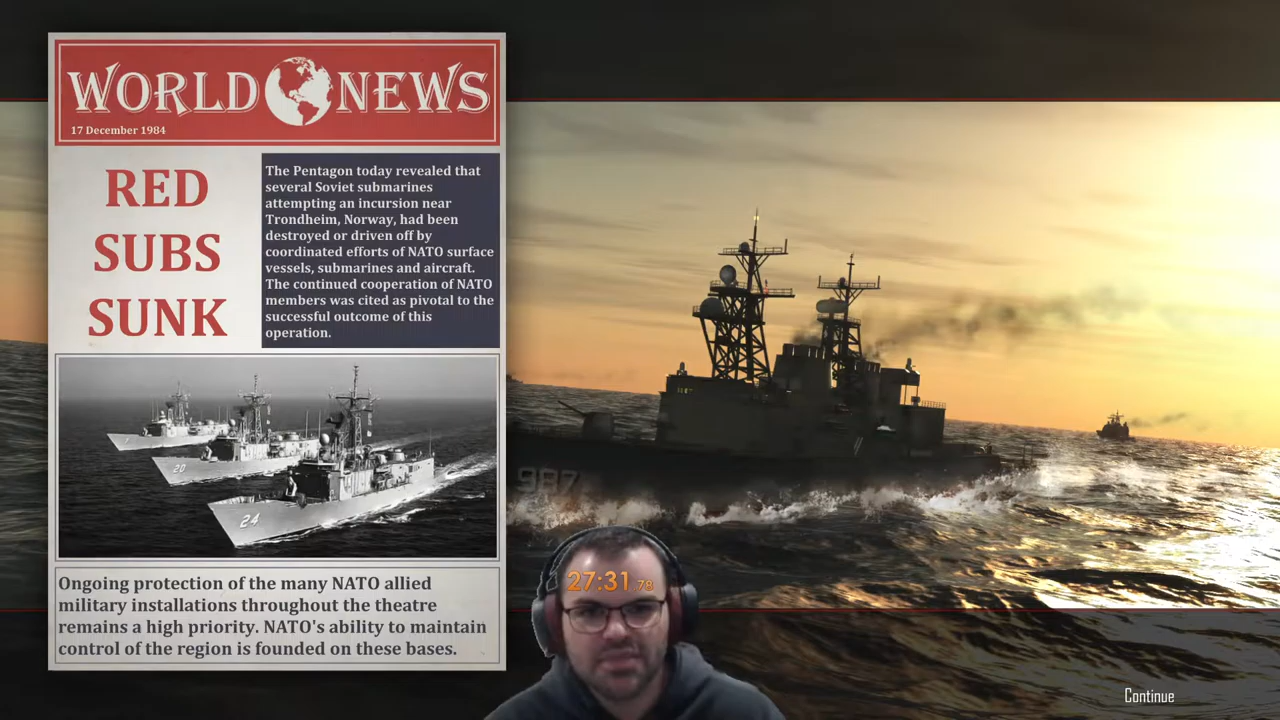 WORLD NEWS
17 December 1984
RED
SUBS
SUNK
The Pentagon today revealed that
several Soviet submarines
attempting an incursion near
Trondheim, Norway, had been
destroyed or driven off by
coordinated efforts of NATO surface
vessels, submarines and aircraft.
The continued cooperation of NATO
members was cited as pivotal to the
successful outcome of this
operation.
20
24
987
Ongoing protection of the many NATO allied
military installations throughout the theatre
remains a high priority. NATO's ability to maintain
control of the region is founded on these bases.
27:31.78
Continue